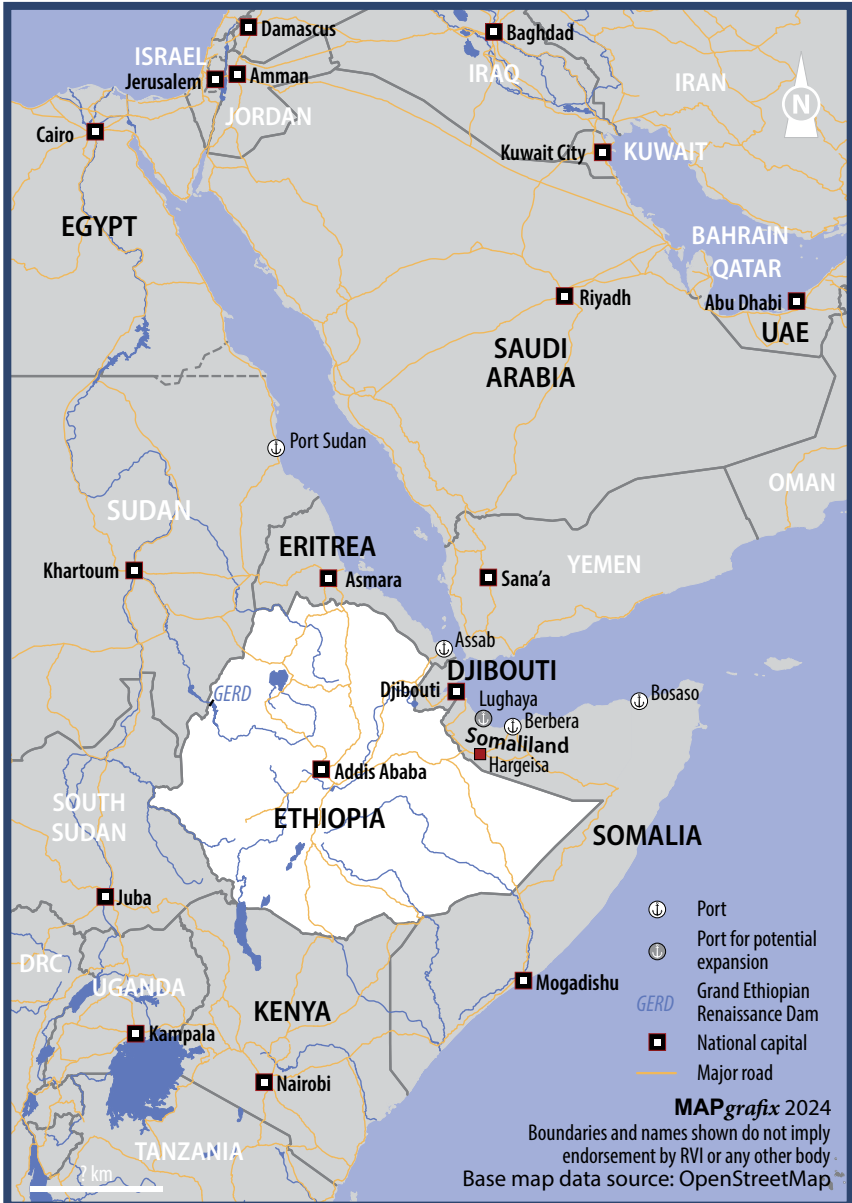 Damascus
Baghdad
ISRAEL
Jerusalem
Amman
IRAQ
IRAN
JORDAN
N
Cairo
Kuwait City
KUWAIT
EGYPT
BAHRAIN
QATAR
Riyadh
Abu Dhabi
UAE
SAUDI
ARABIA
Port Sudan
OMAN
SUDAN
ERITREA
YEMEN
Khartoum
Asmara
Sana’a
Assab
DJIBOUTI
Djibouti
GERD
Lughaya
Bosaso
Berbera
Somaliland
Hargeisa
Addis Ababa
SOUTH
SUDAN
ETHIOPIA
SOMALIA
Juba
DRC
UGANDA
Mogadishu
KENYA
Kampala
Nairobi
TANZANIA
? km
Port
Port for potential
expansion
GERD Grand Ethiopian
Renaissance Dam
National capital
Major road
MAPgrafix 2024
Boundaries and names shown do not imply
endorsement by RVI or any other body
Base map data source: OpenStreetMap